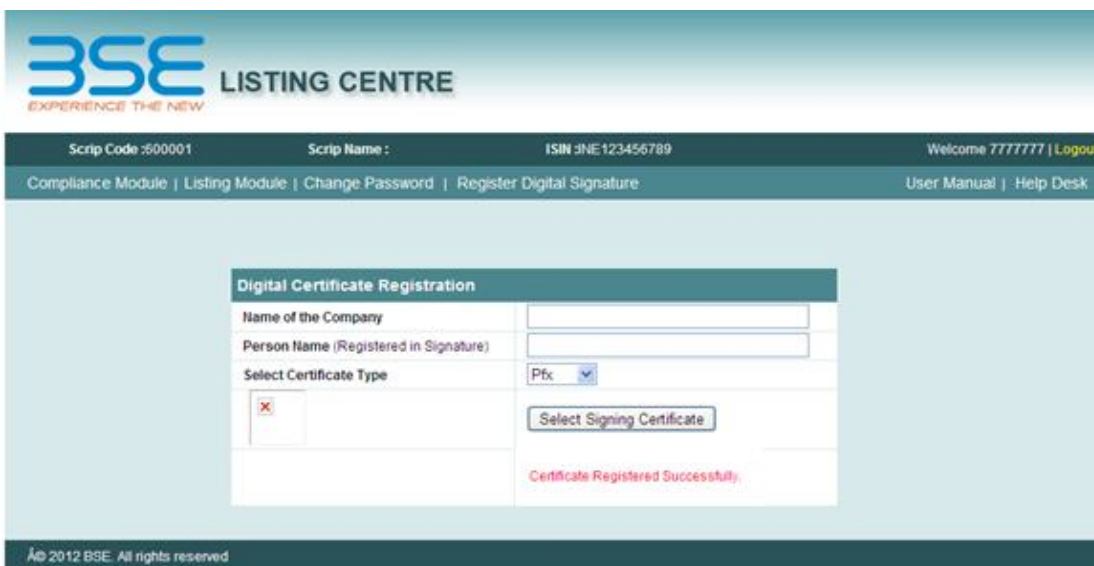 BSE LISTING CENTRE
EXPERIENCE THE NEW
Scrip Code :600001 Scrip Name : ISIN :INE123456789 Welcome 7777777 | Logou
Compliance Module | Listing Module | Change Password | Register Digital Signature User Manual | Help Desk
Digital Certificate Registration
Name of the Company
Person Name (Registered in Signature)
Select Certificate Type Pfx
Select Signing Certificate
Certificate Registered Successfully.
Â© 2012 BSE. All rights reserved